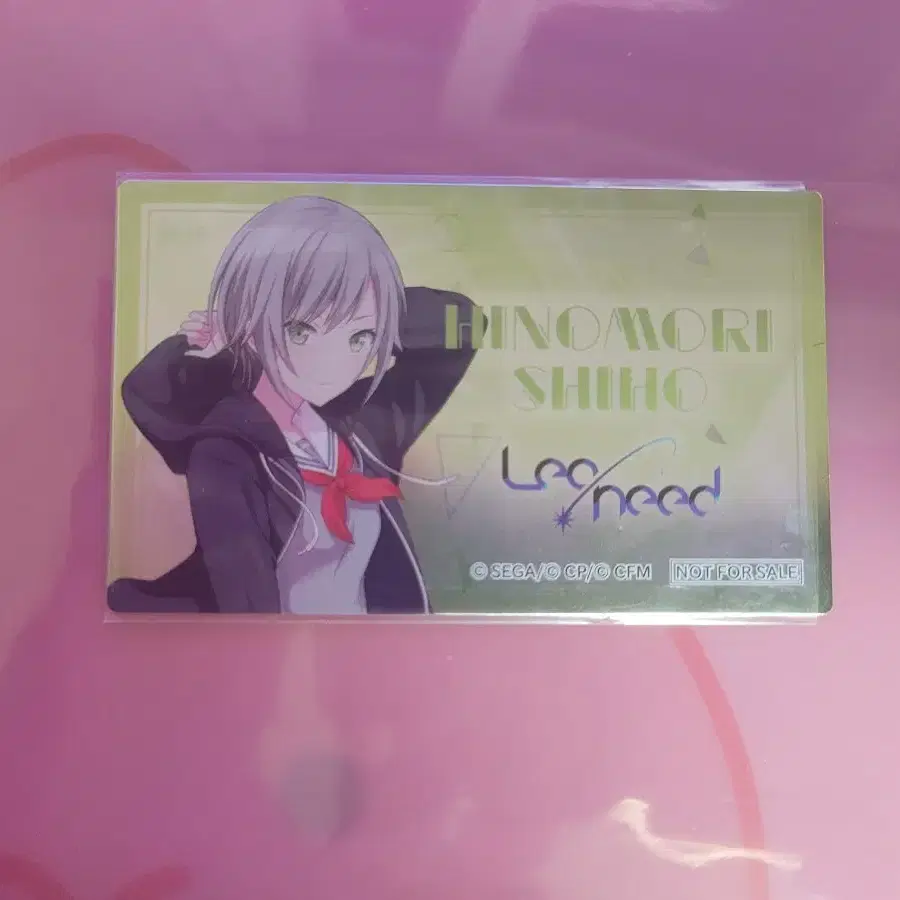 HINOMORI
SHIHO
Leo/need
© SEGA/© CP/© CFM NOT FOR SALE